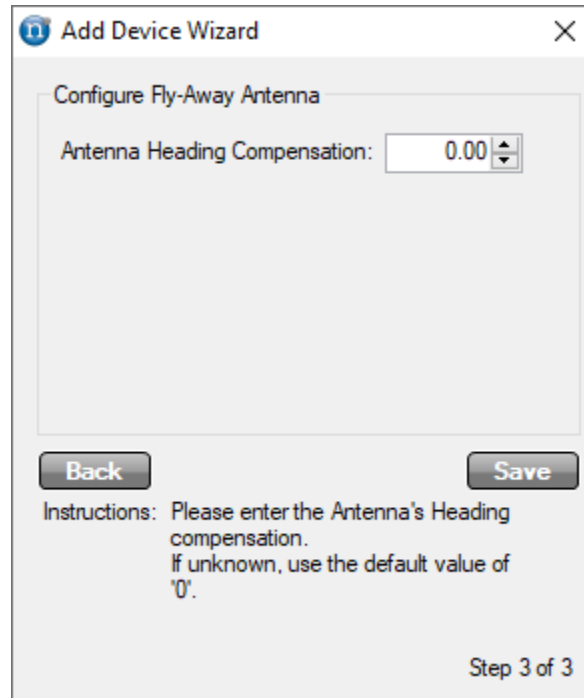 n Add Device Wizard
Configure Fly-Away Antenna
Antenna Heading Compensation: 0.00
Back Save
Instructions: Please enter the Antenna's Heading
compensation.
If unknown, use the default value of
'0'.
Step 3 of 3